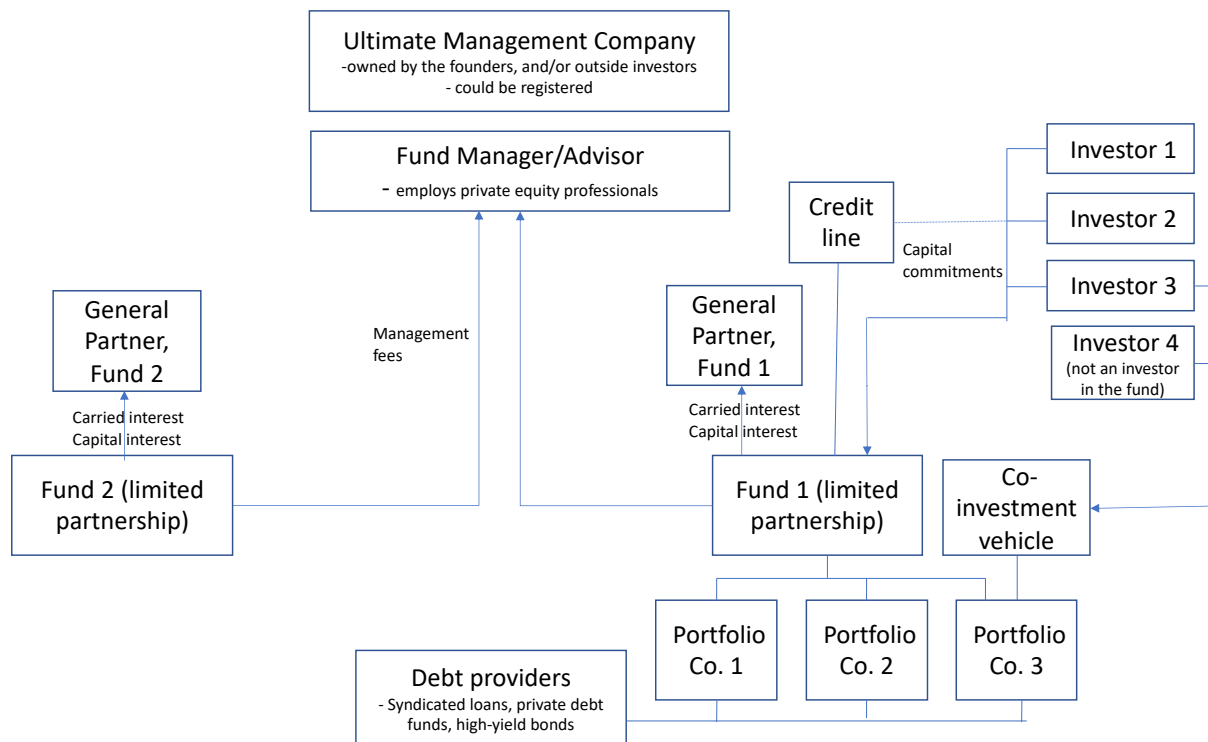 Ultimate Management Company
-owned by the founders, and/or outside investors
- could be registered
Fund Manager/Advisor
- employs private equity professionals
Investor 1
Credit
line
Investor 2
Capital
commitments
Investor 3
General
Partner,
Fund 2
General
Partner,
Fund 1
Management
fees
Investor 4
(not an investor
in the fund)
Carried interest
Capital interest
Carried interest
Capital interest
Fund 2 (limited
partnership)
Fund 1 (limited
partnership)
Co-
investment
vehicle
Portfolio
Co. 1
Portfolio
Co. 2
Portfolio
Co. 3
Debt providers
- Syndicated loans, private debt
funds, high-yield bonds